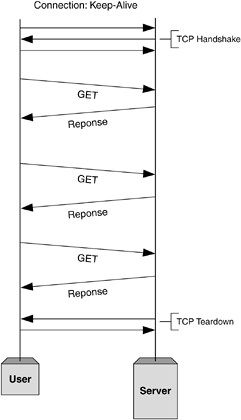 Connection: Keep-Alive
TCP Handshake
GET
Reponse
GET
Reponse
GET
Reponse
TCP Teardown
User
Server